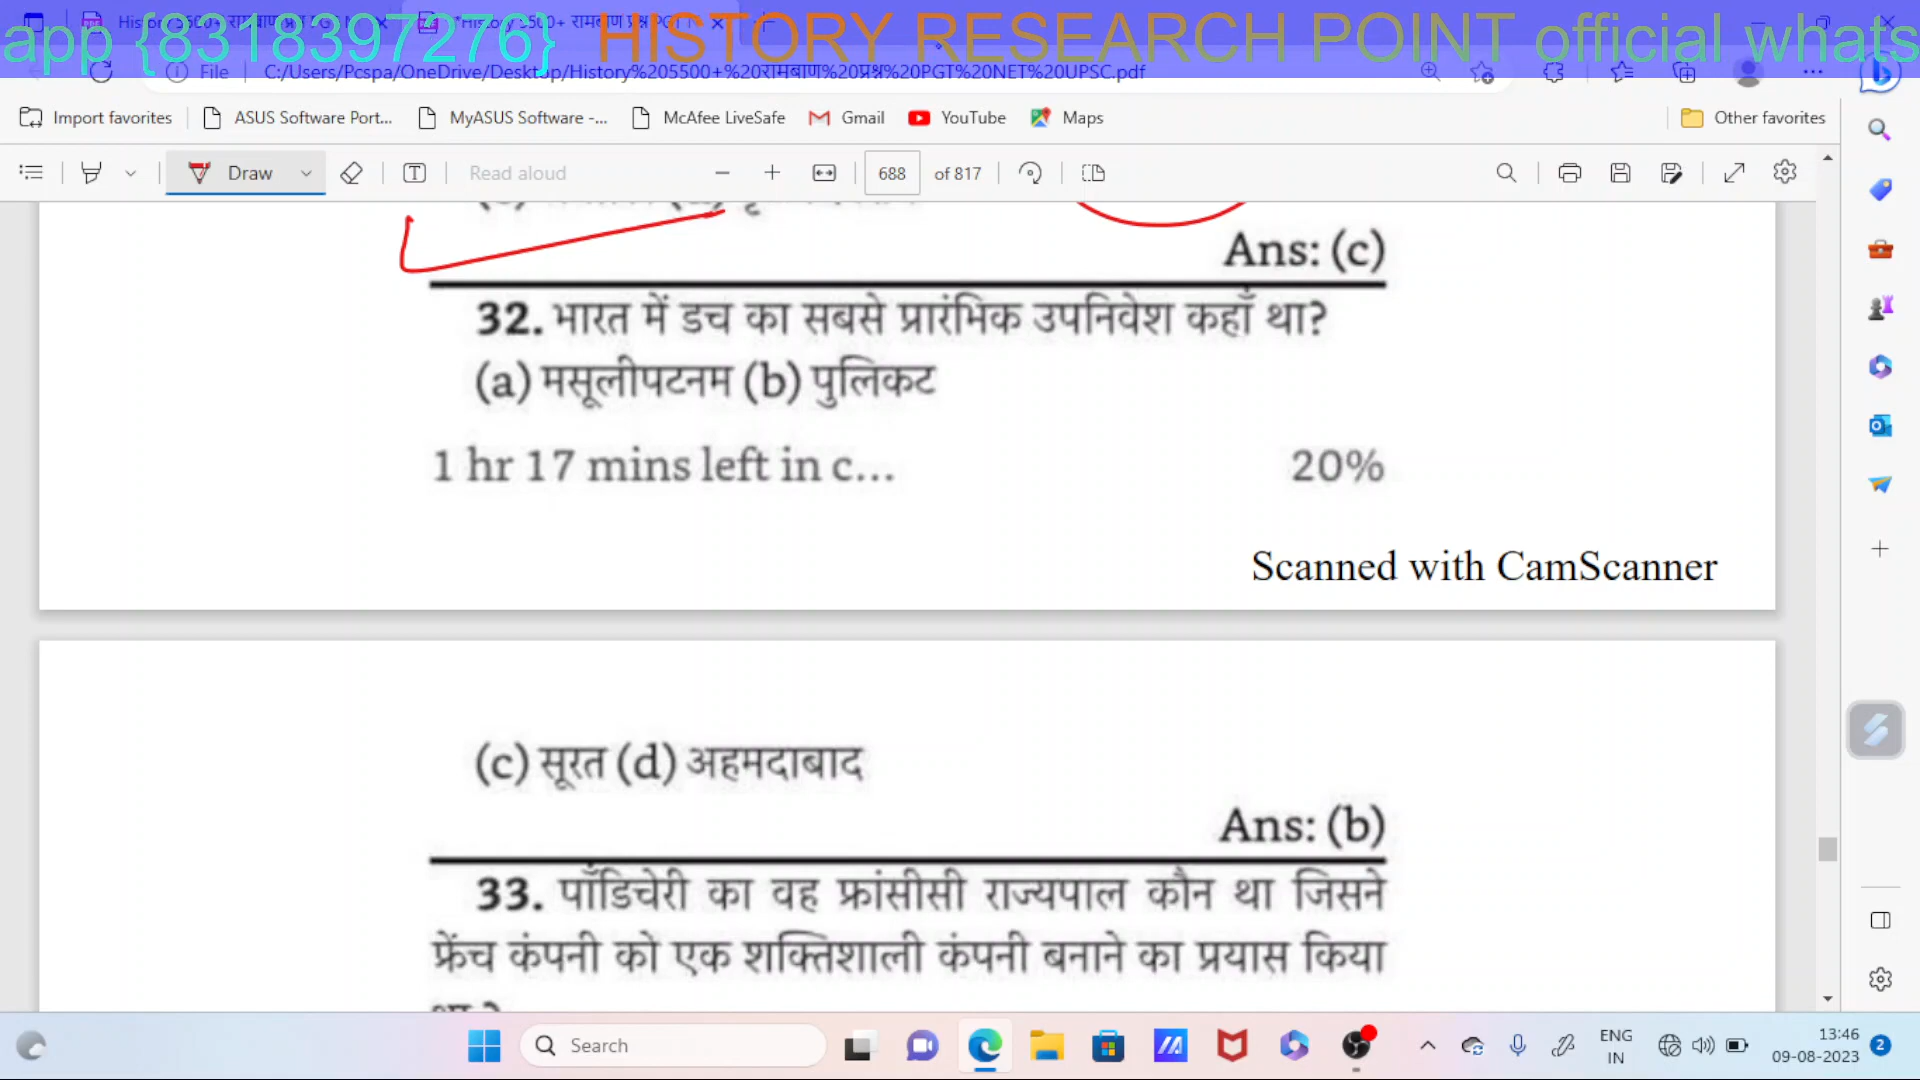 app {8318397276} HISTORY RESEARCH POINT official whats
File C:/Users/Pcspa/OneDrive/Desktop/History%205500+%20रामबाण%20प्रश्न%20PGT%20NET%20UPSC.pdf
Import favorites ASUS Software Port... MyASUS Software -... McAfee LiveSafe Gmail YouTube Maps Other favorites
Draw Read aloud 688 of 817
Ans: (c)
32. भारत में डच का सबसे प्रारंभिक उपनिवेश कहाँ था?
(a) मसूलीपटनम (b) पुलिकट
1 hr 17 mins left in c... 20%
Scanned with CamScanner
(c) सूरत (d) अहमदाबाद
Ans: (b)
33. पॉंडिचेरी का वह फ्रांसीसी राज्यपाल कौन था जिसने
फ्रेंच कंपनी को एक शक्तिशाली कंपनी बनाने का प्रयास किया
Search ENG 13:46
IN 09-08-2023 2